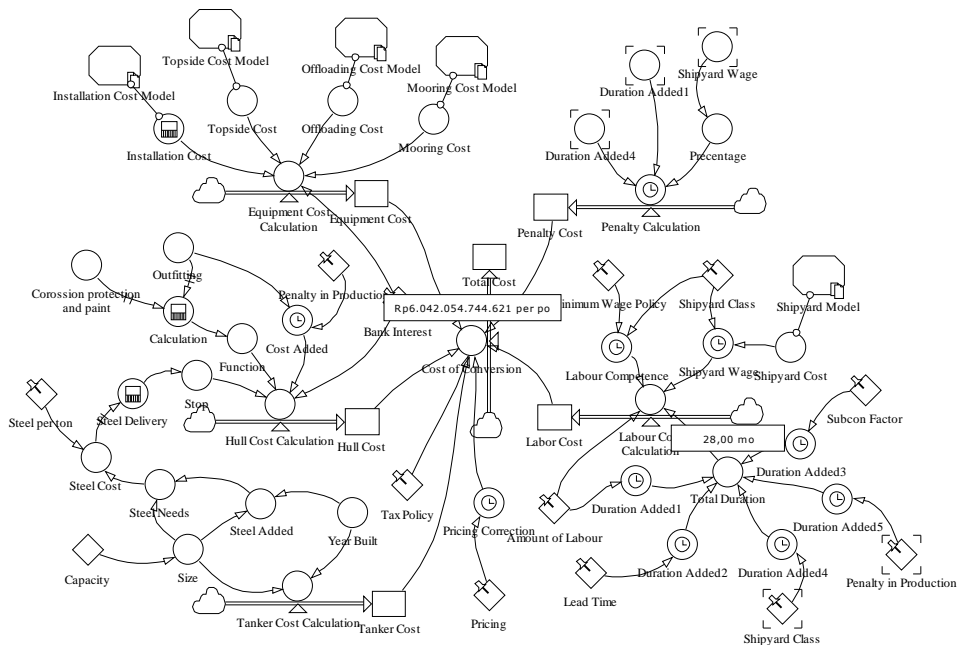 Topside Cost Model
Installation Cost Model
Offloading Cost Model
Mooring Cost Model
Topside Cost
Offloading Cost
Mooring Cost
Installation Cost
Equipment Cost
Calculation
Equipment Cost
Shipyard Wage
Duration Added1
Duration Added4
Precentage
Penalty Calculation
Penalty Cost
Total Cost
Outfitting
Corossion protection
and paint
Penalty in Production
Calculation
Cost Added
Function
Bank Interest
Rp6.042.054.744.621 per po
Cost of Conversion
inimum Wage Policy
Shipyard Class
Shipyard Model
Labour Competence
Shipyard Wage
Shipyard Cost
Steel per ton
Steel Delivery
Stop
Hull Cost Calculation
Hull Cost
Labor Cost
Labour Co
Calculation
28,00 mo
Subcon Factor
Steel Cost
Steel Needs
Steel Added
Year Built
Tax Policy
Pricing Correction
Amount of Labour
Duration Added1
Total Duration
Duration Added3
Duration Added5
Capacity
Size
Tanker Cost Calculation
Tanker Cost
Pricing
Lead Time
Duration Added2
Duration Added4
Penalty in Production
Shipyard Class